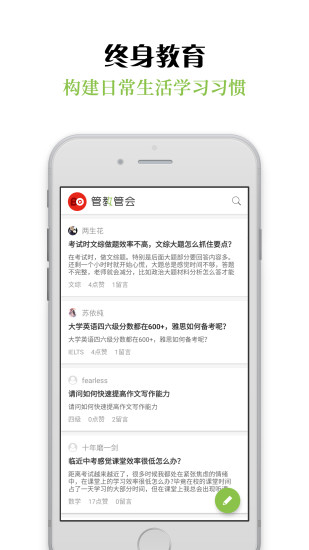 终身教育
构建日常生活学习习惯
管教管会
两生花
考试时文综做题效率不高，文综大题怎么抓住要点？
在考试时，做文综题。特别是后面大题部分要回答内容多。
还剩一个小时时就开始心慌，大题总是感觉时间不够，答题
不完整。老师就会减分，比如政治大题材料分析怎么答才能
文综 4点赞 1留言
苏依纯
大学英语四六级分数都在600+，雅思如何备考呢？
大学英语四六级分数都在600+，雅思如何备考呢？
IELTS 4点赞 1留言
fearless
请问如何快速提高作文写作能力
请问如何快速提高作文写作能力
四级 0点赞 2留言
十年磨一剑
临近中考感觉课堂效率很低怎么办？
距离考试越来越近了，很多时候我都处在紧张焦虑的情绪
中，在课堂上的学习效率很低怎么办?毕竟在校的课堂时间
占了一天学习的大部分时间，但在课堂上我总会出现听课
数学 17点赞 0留言